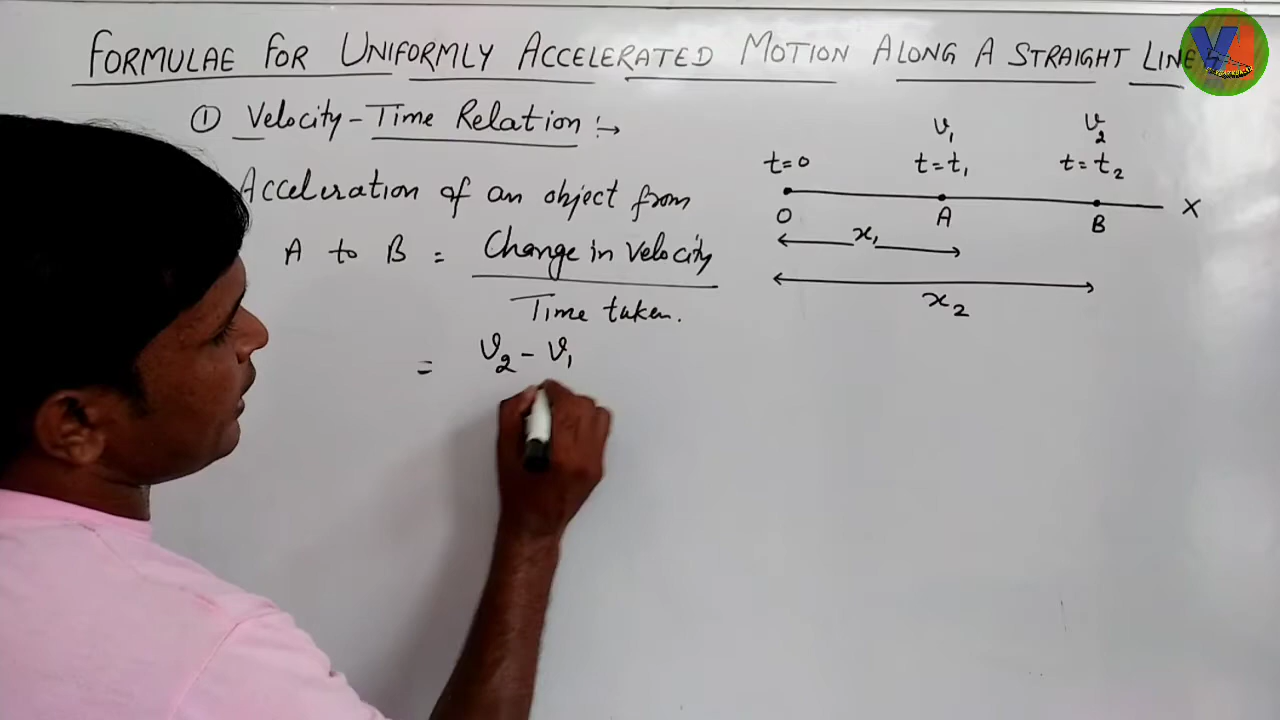 FORMULAE FOR UNIFORMLY ACCELERATED MOTION ALONG A STRAIGHT LINE
① Velocity - Time Relation :→
Acceleration of an object from
A to B = Change in velocity
Time taken.
= v₂ - v₁
v₁ v₂
t=0 t=t₁ t=t₂
O A B X
x₁
x₂